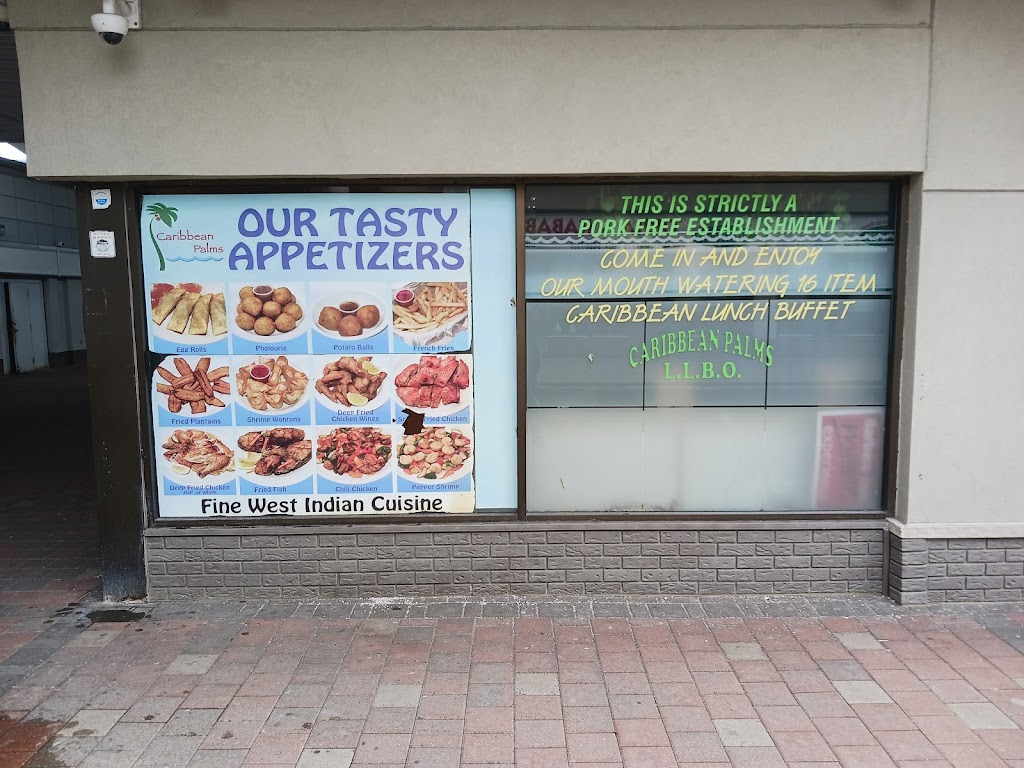 Caribbean
Palms
OUR TASTY
APPETIZERS
Egg Rolls
Pholourie
Potato Balls
French Fries
Fried Plantains
Shrimp Wontons
Deep Fried
Chicken Wings
Fried Chicken
Deep Fried Chicken
Fried Fish
Chili Chicken
Pepper Shrimp
Fine West Indian Cuisine
THIS IS STRICTLY A
PORK FREE ESTABLISHMENT
COME IN AND ENJOY
OUR MOUTH WATERING 16 ITEM
CARIBBEAN LUNCH BUFFET
CARIBBEAN PALMS
L.L.B.O.